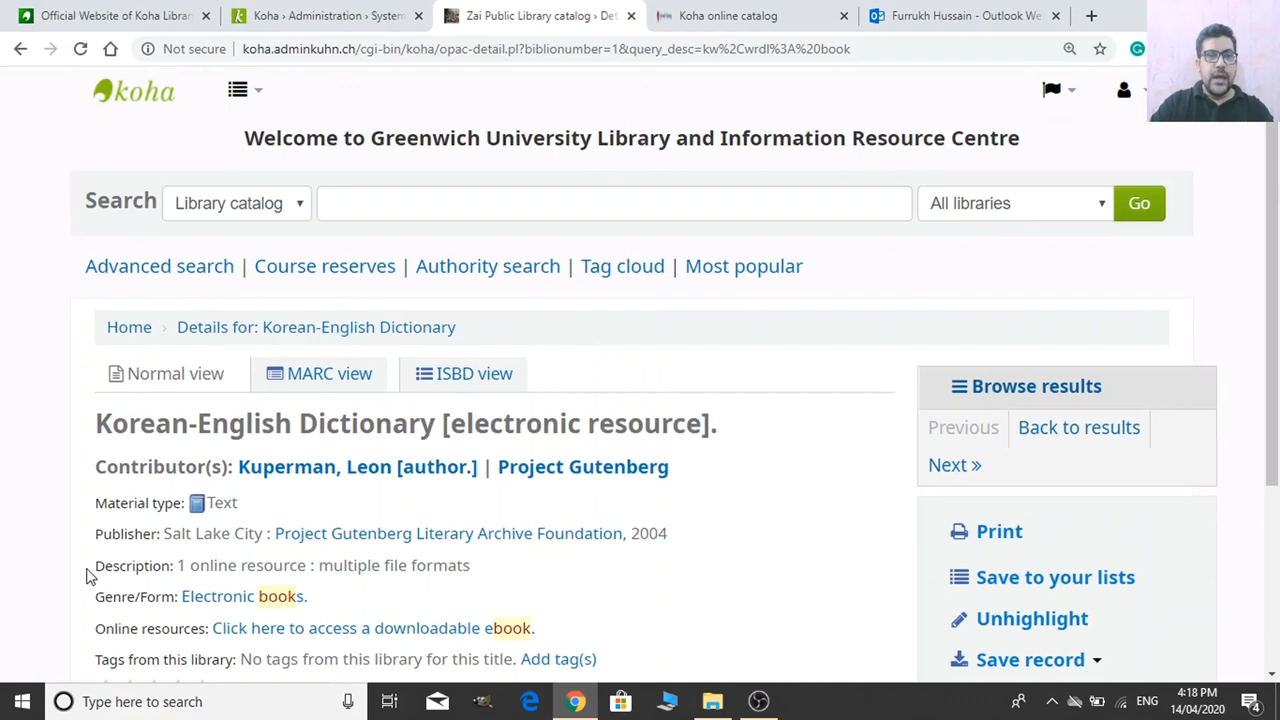 Official Website of Koha Librar
Koha › Administration › System
Zai Public Library catalog › Det
Koha online catalog
Furrukh Hussain - Outlook We
Not secure
koha.adminkuhn.ch/cgi-bin/koha/opac-detail.pl?biblionumber=1&query_desc=kw%2Cwrdl%3A%20book
koha
Welcome to Greenwich University Library and Information Resource Centre
Search
Library catalog
All libraries
Go
Advanced search | Course reserves | Authority search | Tag cloud | Most popular
Home › Details for: Korean-English Dictionary
Normal view
MARC view
ISBD view
Browse results
Korean-English Dictionary [electronic resource].
Previous
Back to results
Contributor(s): Kuperman, Leon [author.] | Project Gutenberg
Next »
Material type: Text
Publisher: Salt Lake City : Project Gutenberg Literary Archive Foundation, 2004
Print
Description: 1 online resource : multiple file formats
Save to your lists
Genre/Form: Electronic books.
Unhighlight
Online resources: Click here to access a downloadable ebook.
Tags from this library: No tags from this library for this title. Add tag(s)
Save record
Type here to search
ENG
4:18 PM
14/04/2020
4